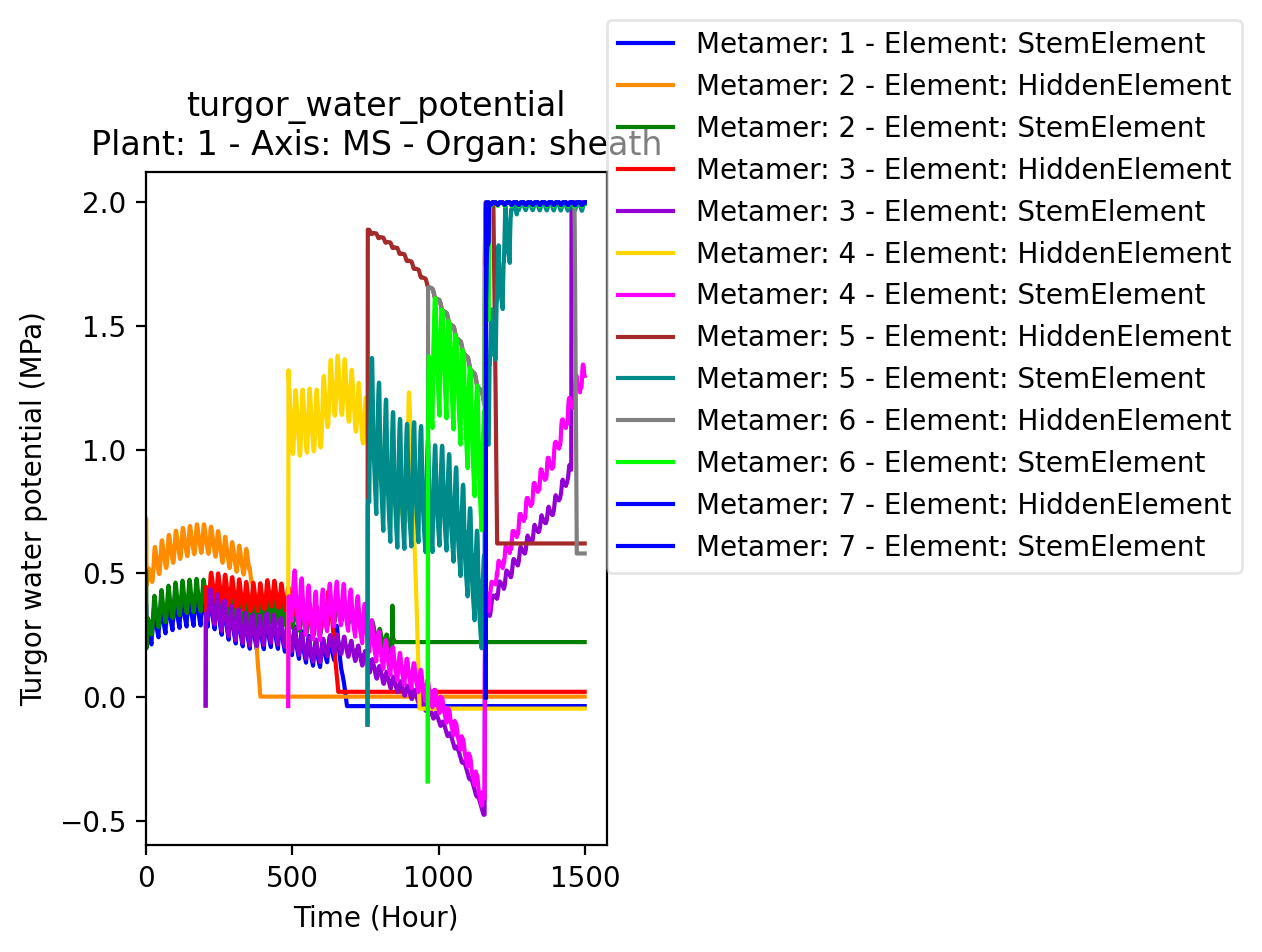 turgor_water_potential
Plant: 1 - Axis: MS - Organ: sheath
Metamer: 1 - Element: StemElement
Metamer: 2 - Element: HiddenElement
Metamer: 2 - Element: StemElement
Metamer: 3 - Element: HiddenElement
Metamer: 3 - Element: StemElement
Metamer: 4 - Element: HiddenElement
Metamer: 4 - Element: StemElement
Metamer: 5 - Element: HiddenElement
Metamer: 5 - Element: StemElement
Metamer: 6 - Element: HiddenElement
Metamer: 6 - Element: StemElement
Metamer: 7 - Element: HiddenElement
Metamer: 7 - Element: StemElement
Turgor water potential (MPa)
2.0
1.5
1.0
0.5
0.0
−0.5
0 500 1000 1500
Time (Hour)